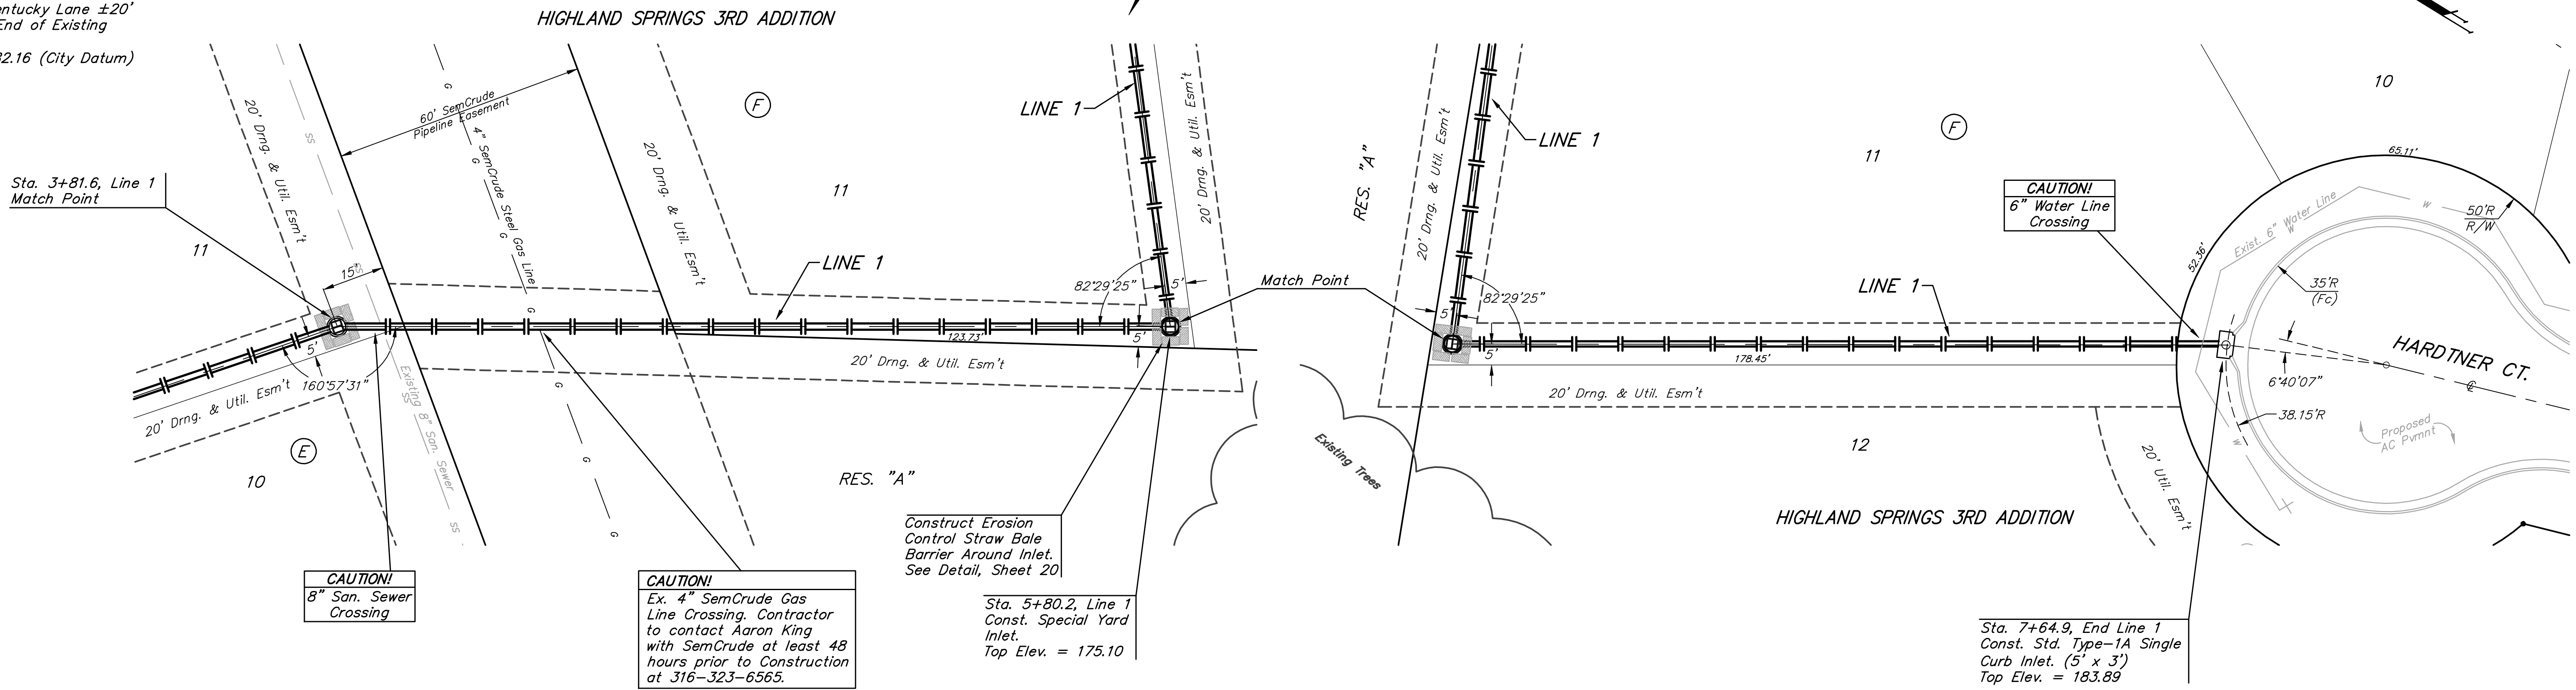 entucky Lane ±20'
End of Existing
82.16 (City Datum)
HIGHLAND SPRINGS 3RD ADDITION
20' Drng. & Util. Esm't
SS
G
60' SemCrude
Pipeline Easement
4" SemCrude Steel Gas Line
G
G
G
20' Drng. & Util. Esm't
F
11
LINE 1
20' Drng. & Util. Esm't
Sta. 3+81.6, Line 1
Match Point
11
15'
SS
LINE 1
82°29'25"
5'
Match Point
5'
123.73'
20' Drng. & Util. Esm't
5'
160°57'31"
20' Drng. & Util. Esm't
Existing 8" San. Sewer
SS
SS
G
G
G
E
10
RES. "A"
CAUTION!
8" San. Sewer
Crossing
CAUTION!
Ex. 4" SemCrude Gas
Line Crossing. Contractor
to contact Aaron King
with SemCrude at least 48
hours prior to Construction
at 316-323-6565.
Construct Erosion
Control Straw Bale
Barrier Around Inlet.
See Detail, Sheet 20
Sta. 5+80.2, Line 1
Const. Special Yard
Inlet.
Top Elev. = 175.10
RES. "A"
20' Drng. & Util. Esm't
LINE 1
F
11
10
65.11'
CAUTION!
6" Water Line
Crossing
50'R
R/W
W
W
Exist. 6" Water Line
52.36'
35'R
(Fc)
82°29'25"
5'
5'
LINE 1
178.45'
20' Drng. & Util. Esm't
HARDTNER CT.
6°40'07"
38.15'R
W
Proposed
AC Pvmnt
Existing Trees
12
20' Util. Esm't
HIGHLAND SPRINGS 3RD ADDITION
Sta. 7+64.9, End Line 1
Const. Std. Type-1A Single
Curb Inlet. (5' x 3')
Top Elev. = 183.89